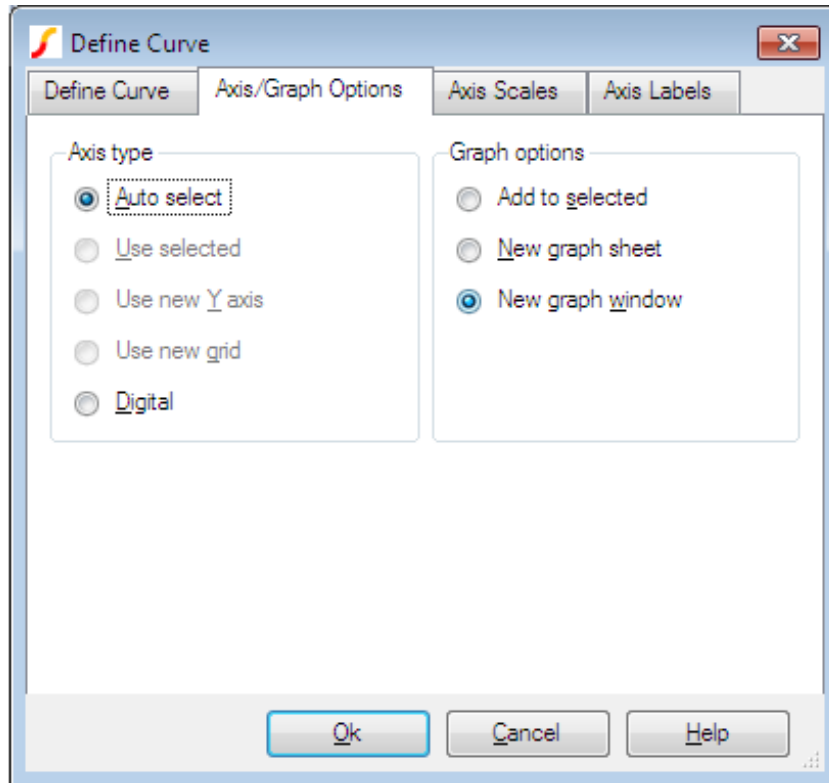 Define Curve
Define Curve Axis/Graph Options Axis Scales Axis Labels
Axis type
Auto select
Use selected
Use new Y axis
Use new grid
Digital
Graph options
Add to selected
New graph sheet
New graph window
Ok Cancel Help